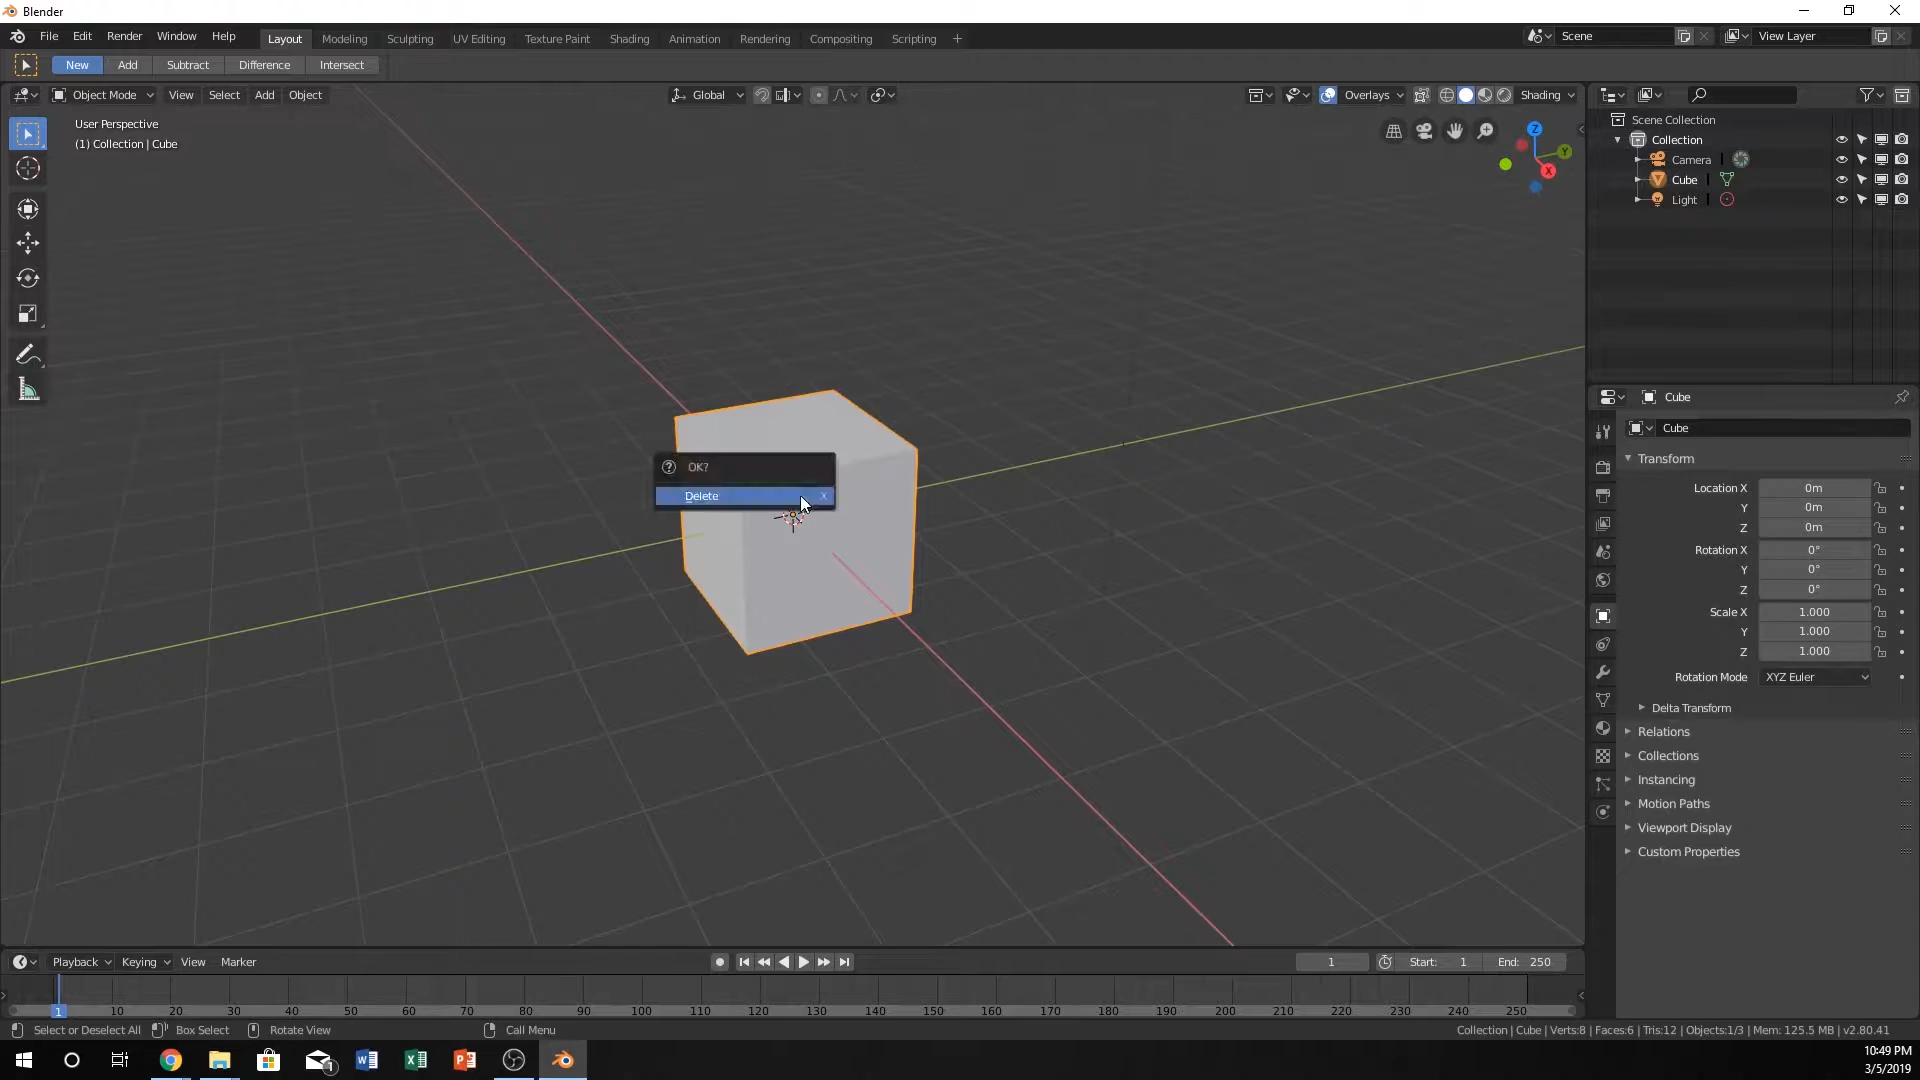 Blender
File Edit Render Window Help Layout Modeling Sculpting UV Editing Texture Paint Shading Animation Rendering Compositing Scripting + Scene View Layer
New Add Subtract Difference Intersect
Object Mode View Select Add Object Global Overlays Shading
User Perspective
(1) Collection | Cube
Z
Y
X
Scene Collection
Collection
Camera
Cube
Light
OK?
Delete X
Cube
Cube
Transform
Location X 0m
Y 0m
Z 0m
Rotation X 0°
Y 0°
Z 0°
Scale X 1.000
Y 1.000
Z 1.000
Rotation Mode XYZ Euler
Delta Transform
Relations
Collections
Instancing
Motion Paths
Viewport Display
Custom Properties
Playback Keying View Marker 1 Start: 1 End: 250
1 10 20 30 40 50 60 70 80 90 100 110 120 130 140 150 160 170 180 190 200 210 220 230 240 250
Select or Deselect All Box Select Rotate View Call Menu Collection | Cube | Verts:8 | Faces:6 | Tris:12 | Objects:1/3 | Mem: 125.5 MB | v2.80.41
10:49 PM
3/5/2019